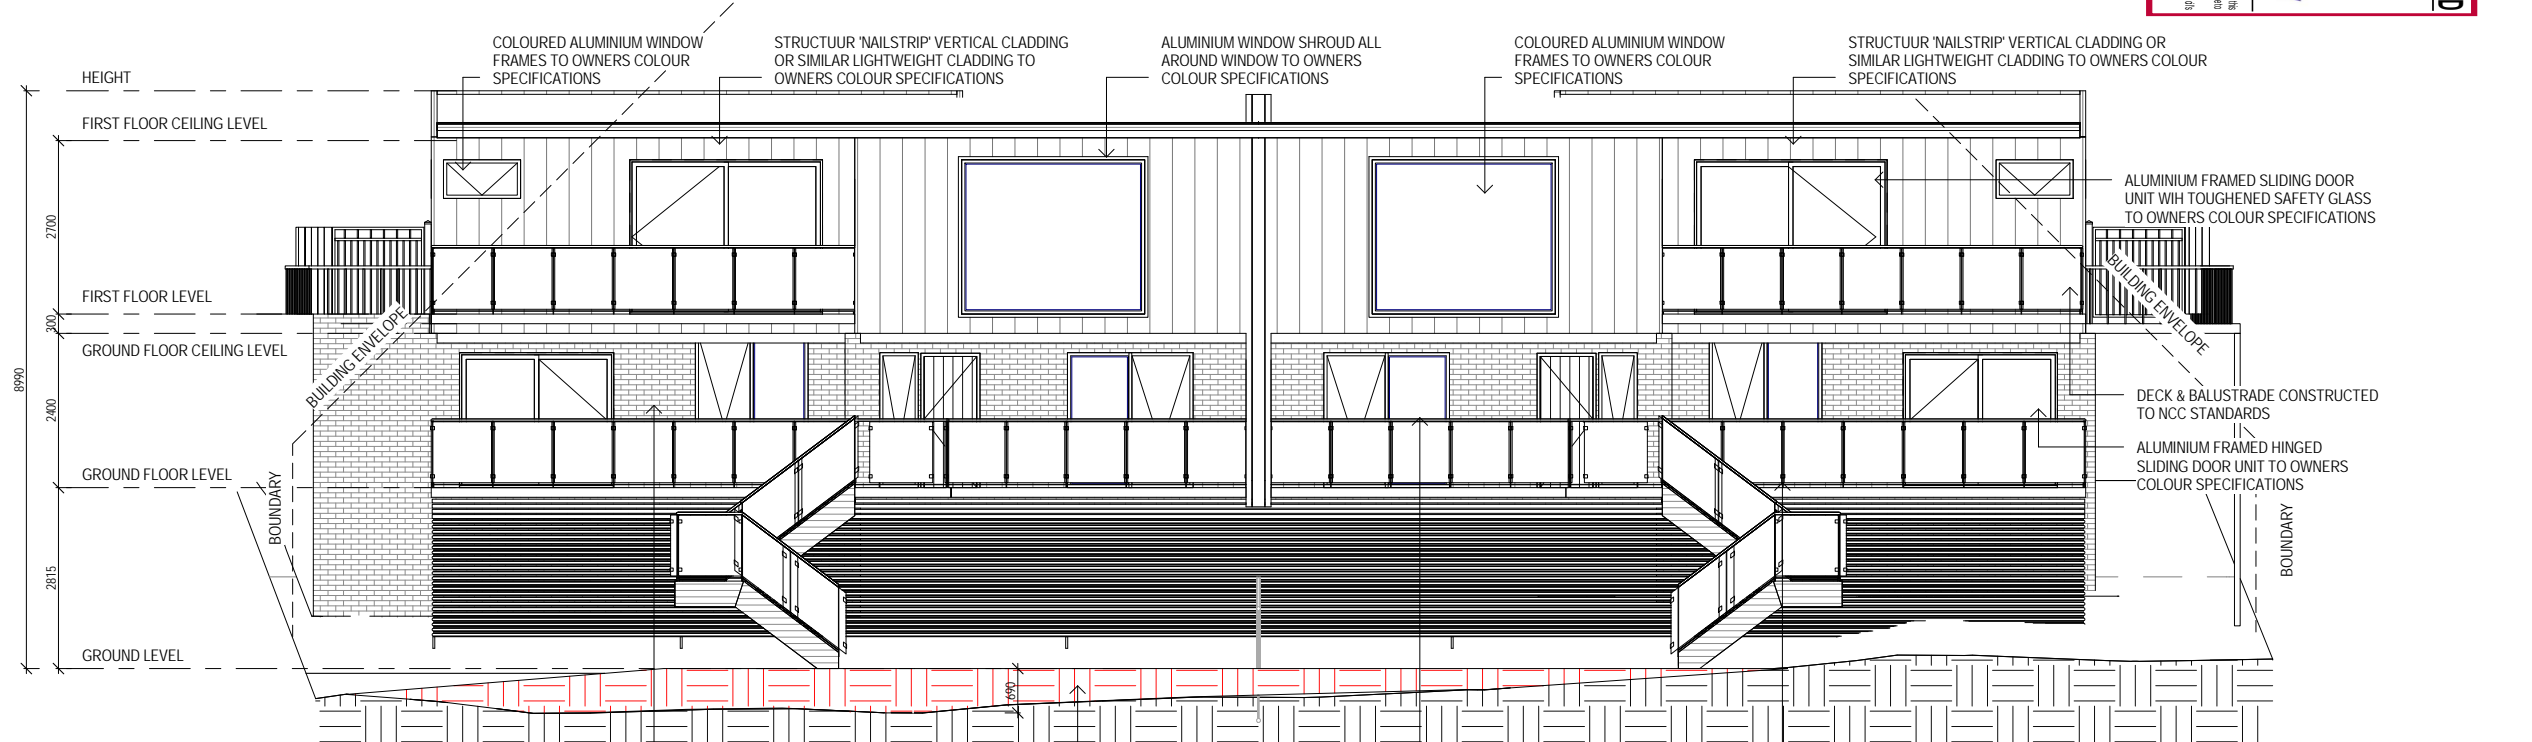 COLOURED ALUMINIUM WINDOW
FRAMES TO OWNERS COLOUR
SPECIFICATIONS
STRUCTUUR 'NAILSTRIP' VERTICAL CLADDING
OR SIMILAR LIGHTWEIGHT CLADDING TO
OWNERS COLOUR SPECIFICATIONS
ALUMINIUM WINDOW SHROUD ALL
AROUND WINDOW TO OWNERS
COLOUR SPECIFICATIONS
COLOURED ALUMINIUM WINDOW
FRAMES TO OWNERS COLOUR
SPECIFICATIONS
STRUCTUUR 'NAILSTRIP' VERTICAL CLADDING OR
SIMILAR LIGHTWEIGHT CLADDING TO OWNERS COLOUR
SPECIFICATIONS
this
D
HEIGHT
FIRST FLOOR CEILING LEVEL
FIRST FLOOR LEVEL
GROUND FLOOR CEILING LEVEL
GROUND FLOOR LEVEL
GROUND LEVEL
8990
2700
300
2400
2815
BUILDING ENVELOPE
BOUNDARY
690
ALUMINIUM FRAMED SLIDING DOOR
UNIT WIH TOUGHENED SAFETY GLASS
TO OWNERS COLOUR SPECIFICATIONS
BUILDING ENVELOPE
DECK & BALUSTRADE CONSTRUCTED
TO NCC STANDARDS
ALUMINIUM FRAMED HINGED
SLIDING DOOR UNIT TO OWNERS
COLOUR SPECIFICATIONS
BOUNDARY